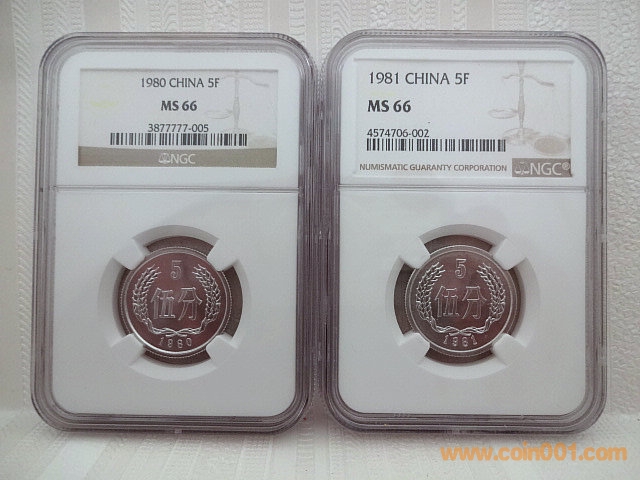 1980 CHINA 5F
MS 66
3877777-005
NGC
5
伍分
1980
1981 CHINA 5F
MS 66
4574706-002
NUMISMATIC GUARANTY CORPORATION
NGC®
5
伍分
1981
www.coin001.com